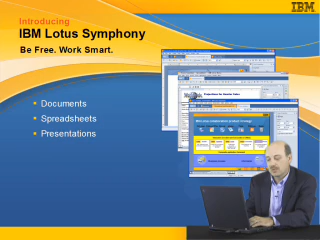 Introducing
IBM
IBM Lotus Symphony
Be Free. Work Smart.
Documents
Spreadsheets
Presentations